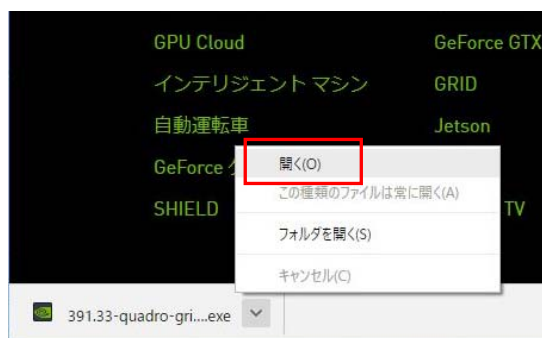 GPU Cloud
GeForce GTX
インテリジェント マシン
GRID
自動運転車
Jetson
GeForce
SHIELD
TV
開く(O)
この種類のファイルは常に開く(A)
フォルダを開く(S)
キャンセル(C)
391.33-quadro-gri....exe